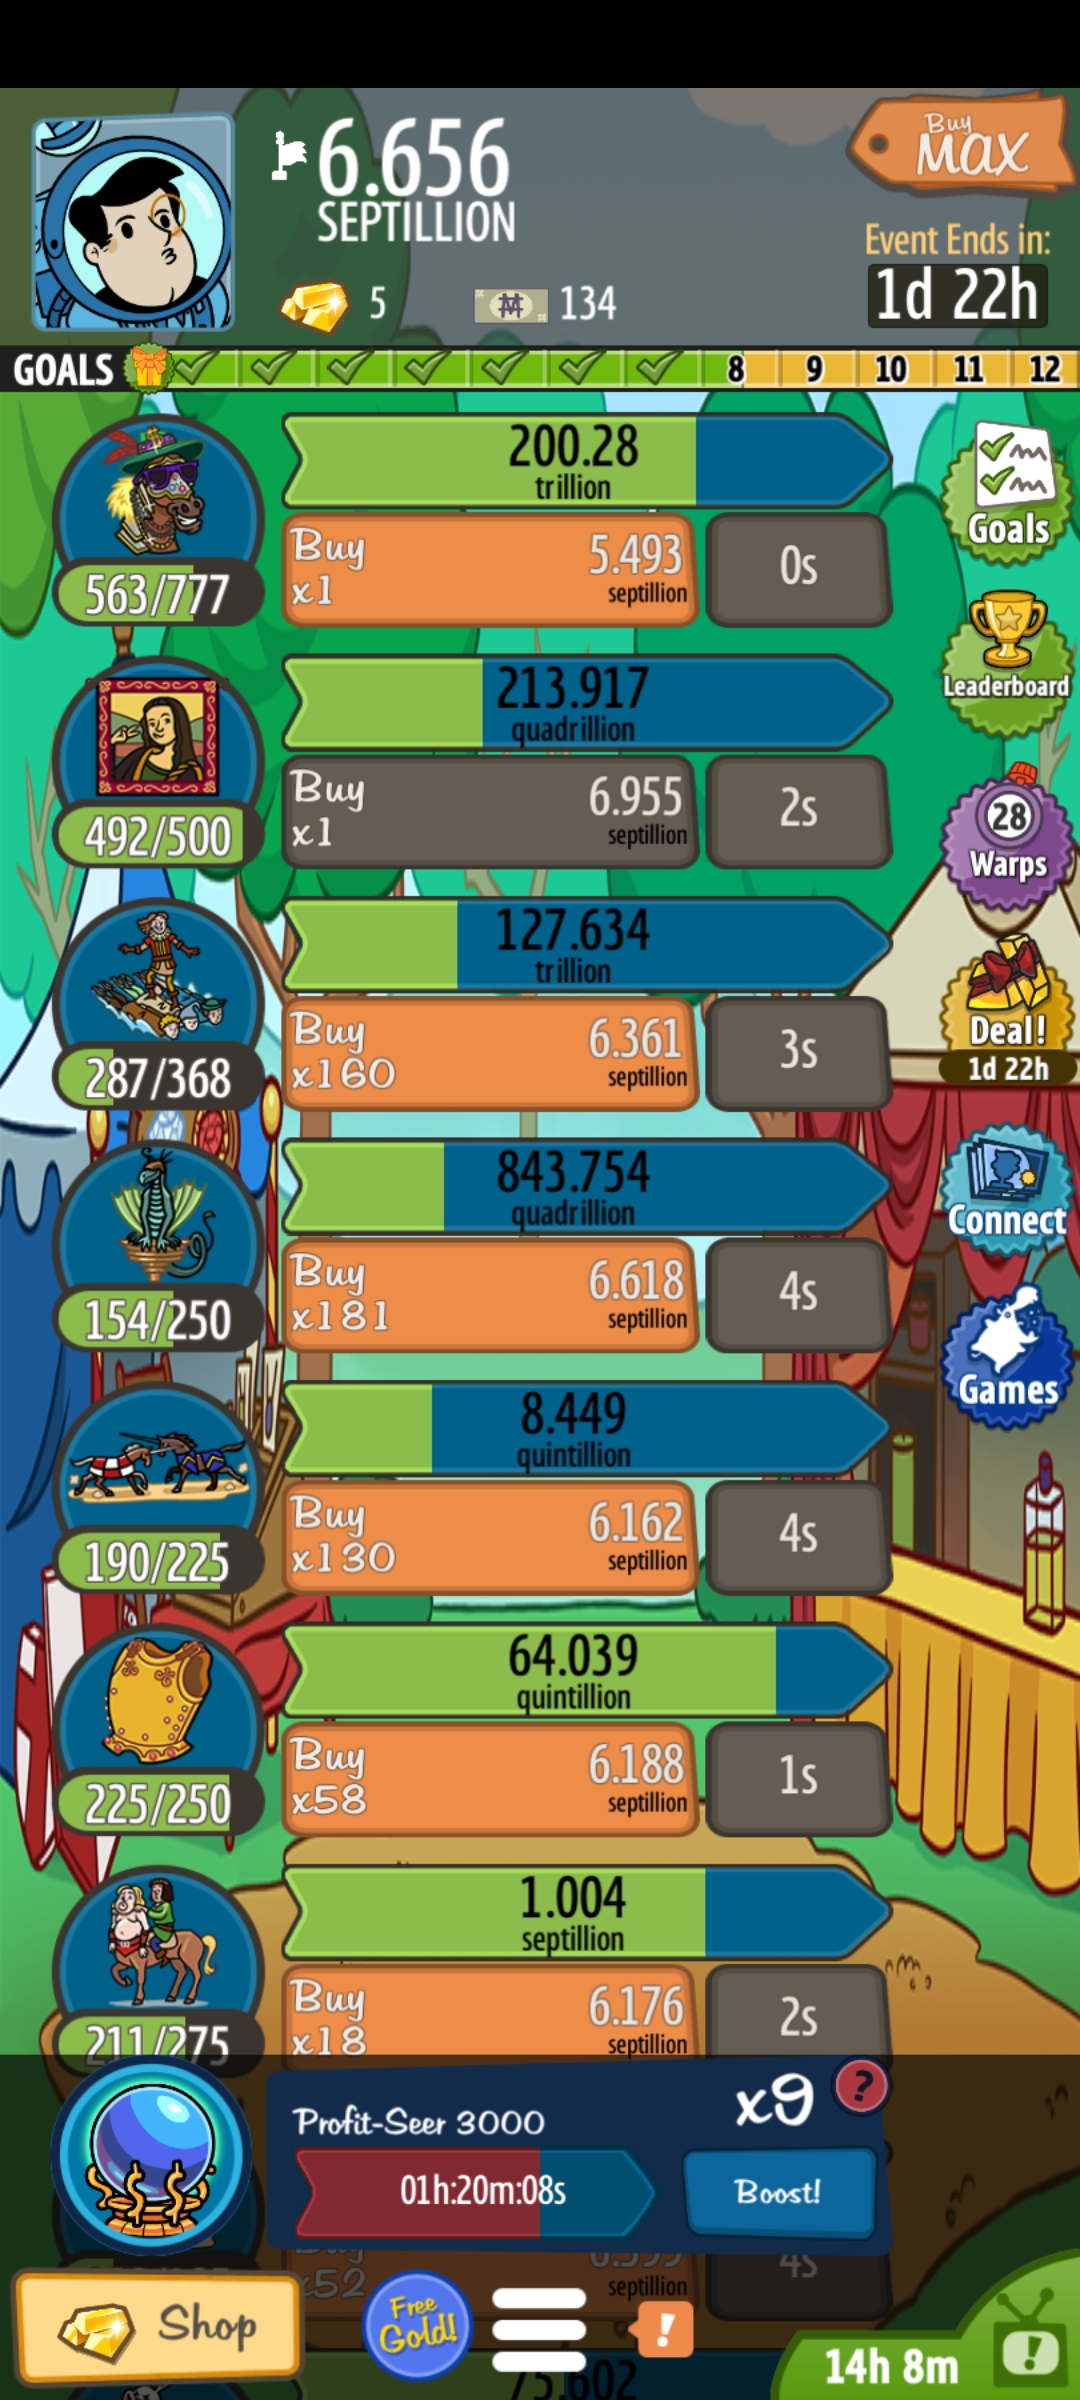 6.656
SEPTILLION
Buy
MAX
Event Ends in:
1d 22h
5
134
GOALS
8
9
10
11
12
200.28
trillion
563/777
Buy
x1
5.493
septillion
0s
Goals
213.917
quadrillion
492/500
Buy
x1
6.955
septillion
2s
Leaderboard
28
Warps
127.634
trillion
287/368
Buy
x160
6.361
septillion
3s
Deal!
1d 22h
843.754
quadrillion
154/250
Buy
x181
6.618
septillion
4s
Connect
Games
8.449
quintillion
190/225
Buy
x130
6.162
septillion
4s
64.039
quintillion
225/250
Buy
x58
6.188
septillion
1s
1.004
septillion
211/275
Buy
x18
6.176
septillion
2s
Profit-Seer 3000
x9
?
01h:20m:08s
Boost!
Buy
x52
septillion
4s
Shop
Free
Gold!
!
14h 8m
!